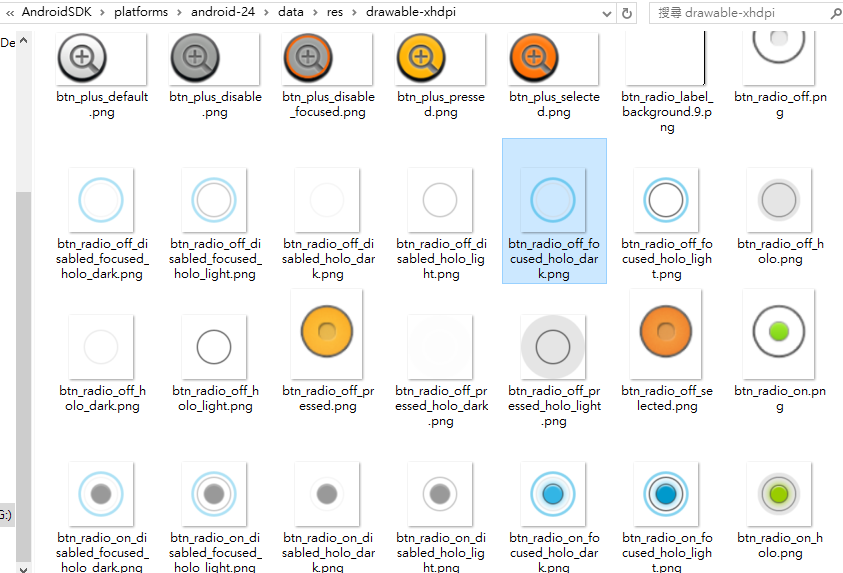 « AndroidSDK > platforms > android-24 > data > res > drawable-xhdpi
搜尋 drawable-xhdpi
De
btn_plus_default
.png
btn_plus_disable
.png
btn_plus_disable
_focused.png
btn_plus_presse
d.png
btn_plus_selecte
d.png
btn_radio_label_
background.9.p
ng
btn_radio_off.pn
g
btn_radio_off_di
sabled_focused_
holo_dark.png
btn_radio_off_di
sabled_focused_
holo_light.png
btn_radio_off_di
sabled_holo_dar
k.png
btn_radio_off_di
sabled_holo_lig
ht.png
btn_radio_off_fo
cused_holo_dar
k.png
btn_radio_off_fo
cused_holo_ligh
t.png
btn_radio_off_h
olo.png
btn_radio_off_h
olo_dark.png
btn_radio_off_h
olo_light.png
btn_radio_off_pr
essed.png
btn_radio_off_pr
essed_holo_dark
.png
btn_radio_off_pr
essed_holo_light
.png
btn_radio_off_se
lected.png
btn_radio_on.pn
g
G:)
btn_radio_on_di
sabled_focused_
holo_dark.png
btn_radio_on_di
sabled_focused_
holo_light.png
btn_radio_on_di
sabled_holo_dar
k.png
btn_radio_on_di
sabled_holo_lig
ht.png
btn_radio_on_fo
cused_holo_dar
k.png
btn_radio_on_fo
cused_holo_ligh
t.png
btn_radio_on_h
olo.png